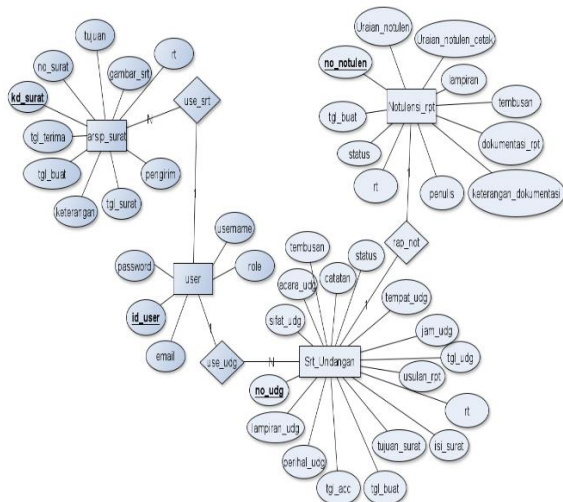 tujuan
no_surat
gambar_srt
rt
kd_surat
N
use_srt
tgl_terima
arsip_surat
tgl_buat
pengirim
keterangan
tgl_surat
1
Uraian_notulen
Uraian_notulen_cetak
no_notulen
lampiran
tgl_buat
Notulensi_rpt
tembusan
status
dokumentasi_rpt
rt
1
penulis
keterangan_dokumentasi
rap_not
1
username
password
user
role
id_user
1
email
use_udg
N
tembusan
catatan
status
acara_udg
tempat_udg
sifat_udg
jam_udg
Srt_Undangan
tgl_udg
no_udg
usulan_rpt
rt
lampiran_udg
tujuan_surat
isi_surat
perihal_udg
tgl_acc
tgl_buat